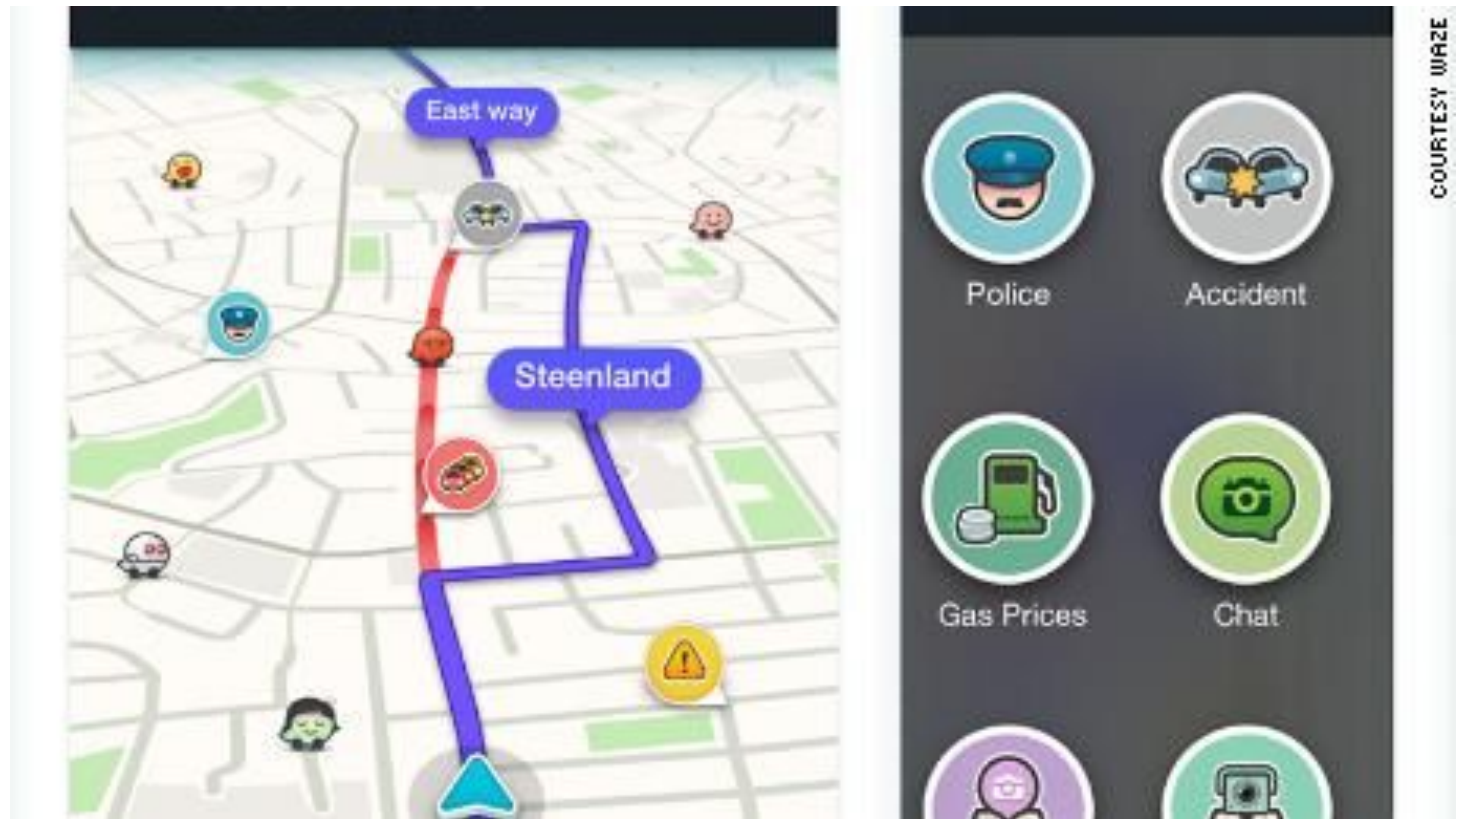 East way
Steenland
Police
Accident
Gas Prices
Chat
COURTESY WAZE